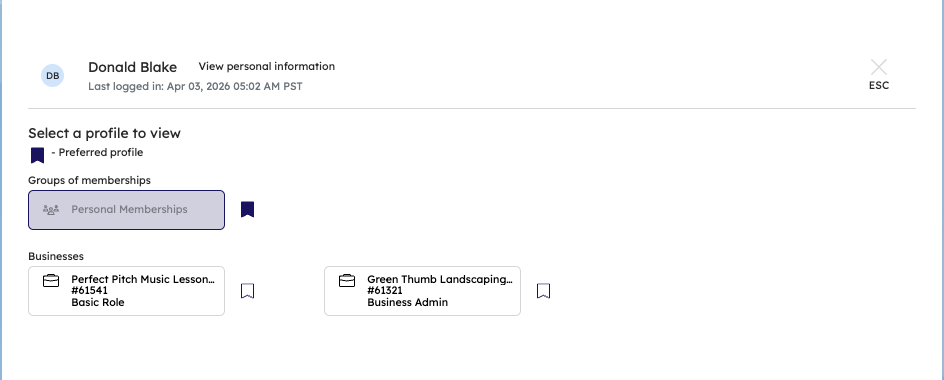 DB
Donald Blake View personal information
Last logged in: Apr 03, 2026 05:02 AM PST
ESC
Select a profile to view
- Preferred profile
Groups of memberships
Personal Memberships
Businesses
Perfect Pitch Music Lesson...
#61541
Basic Role
Green Thumb Landscaping...
#61321
Business Admin